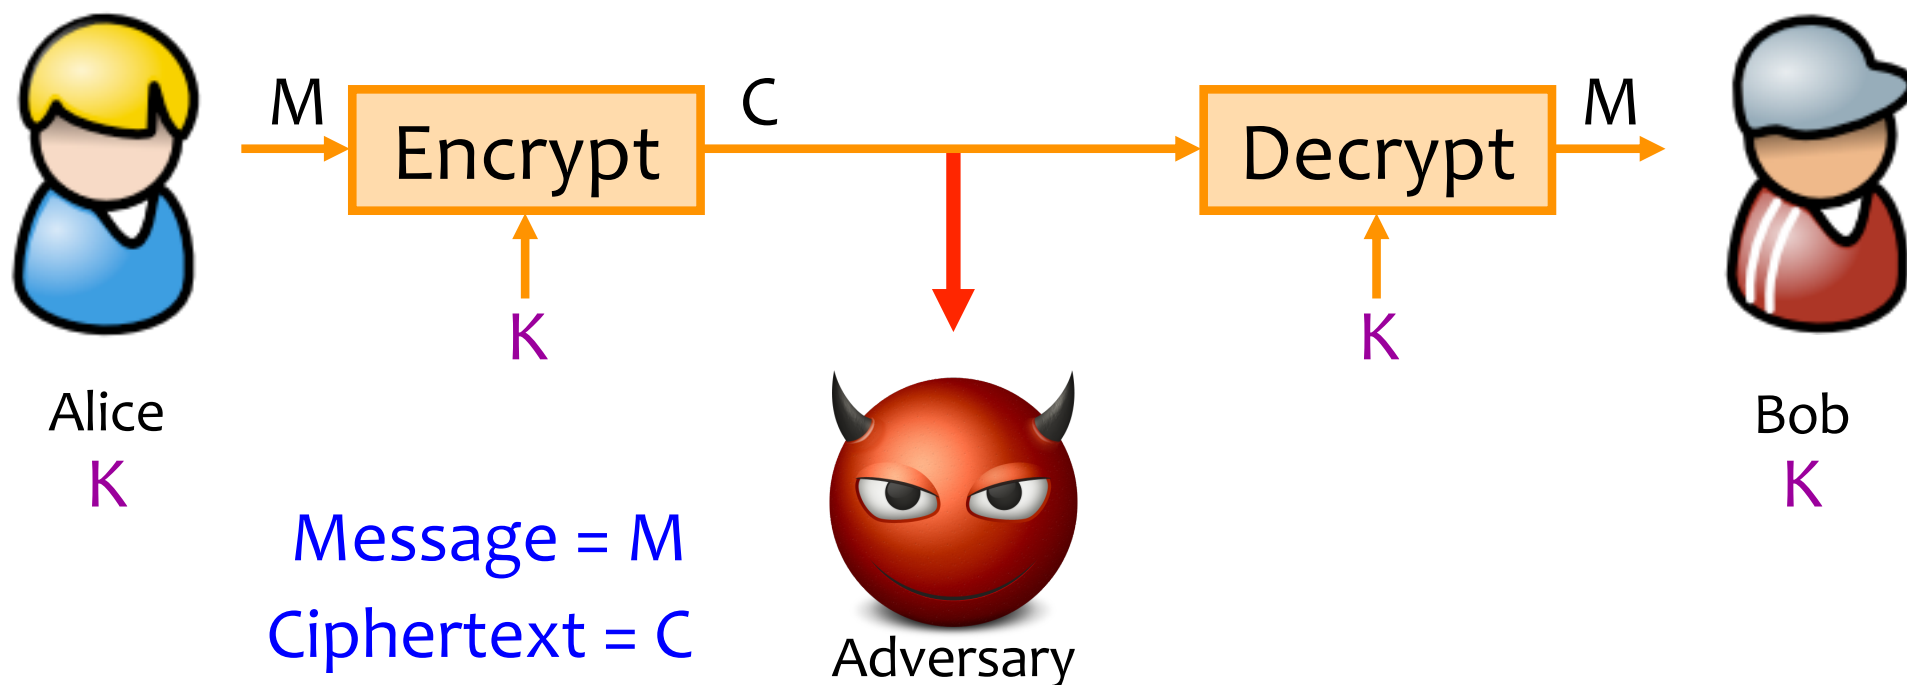 M
Encrypt
C
Decrypt
M
K
K
Alice
K
Bob
K
Message = M
Ciphertext = C
Adversary